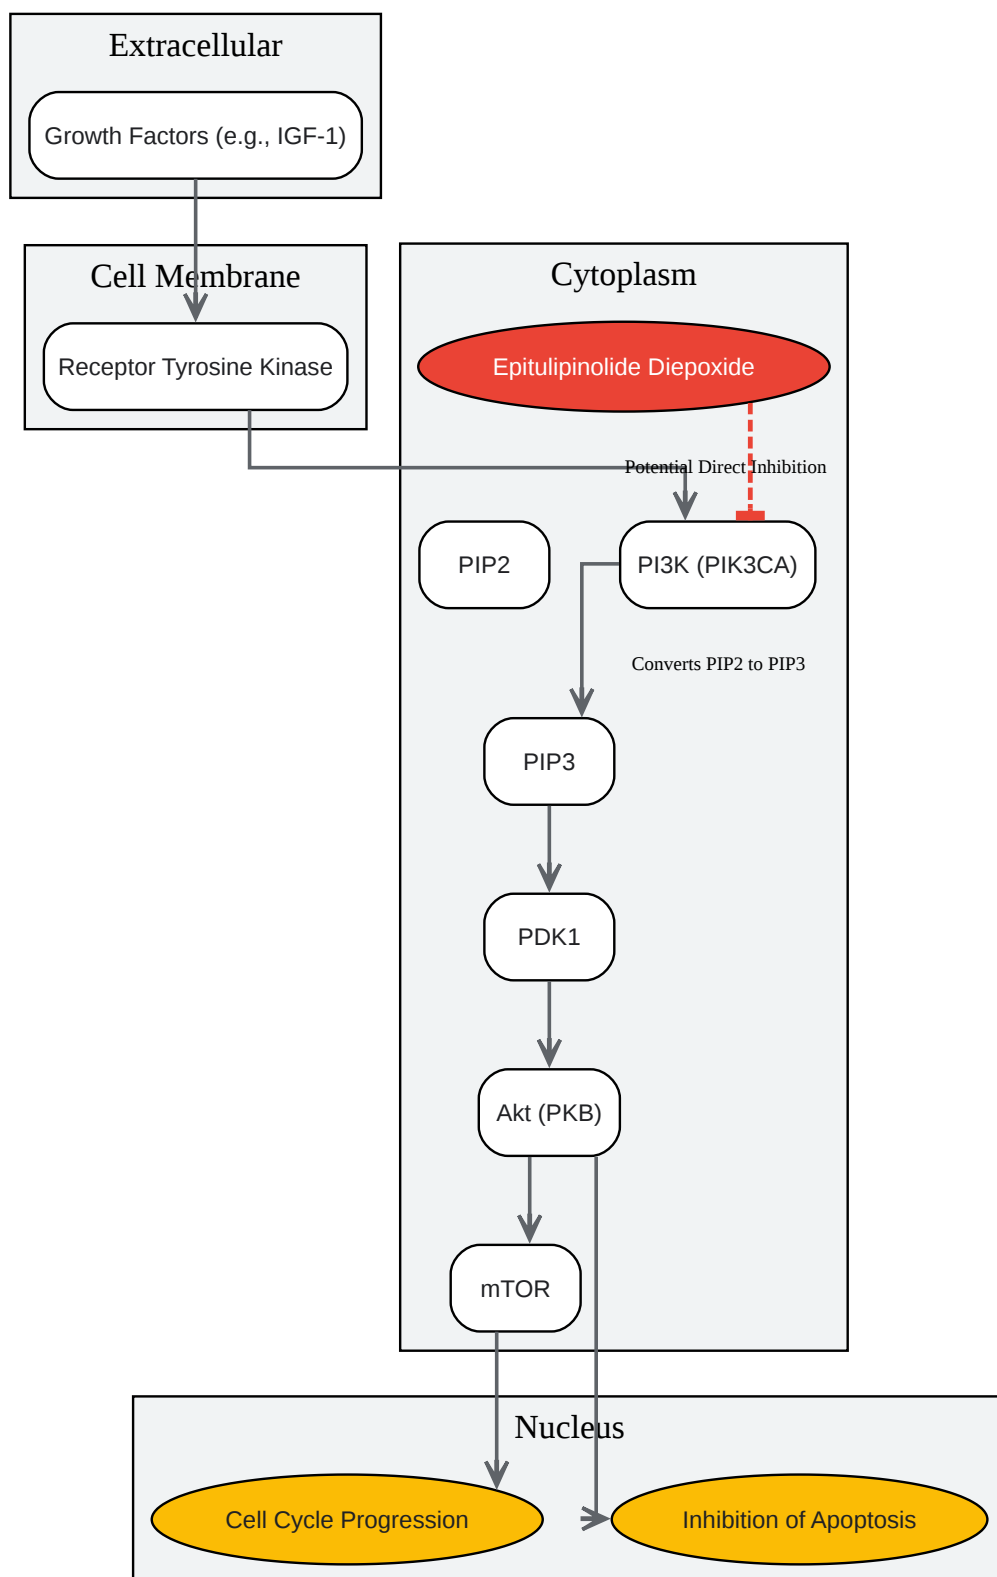 Extracellular
Growth Factors (e.g., IGF-1)
Cell Membrane
Receptor Tyrosine Kinase
Cytoplasm
Epitulipinolide Diepoxide
Potential Direct Inhibition
PIP2
PI3K (PIK3CA)
Converts PIP2 to PIP3
PIP3
PDK1
Akt (PKB)
mTOR
Nucleus
Cell Cycle Progression
Inhibition of Apoptosis